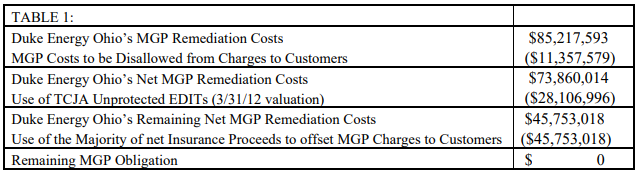 TABLE 1:
Duke Energy Ohio's MGP Remediation Costs $85,217,593
MGP Costs to be Disallowed from Charges to Customers ($11,357,579)
Duke Energy Ohio's Net MGP Remediation Costs $73,860,014
Use of TCJA Unprotected EDITs (3/31/12 valuation) ($28,106,996)
Duke Energy Ohio's Remaining Net MGP Remediation Costs $45,753,018
Use of the Majority of net Insurance Proceeds to offset MGP Charges to Customers ($45,753,018)
Remaining MGP Obligation $ 0